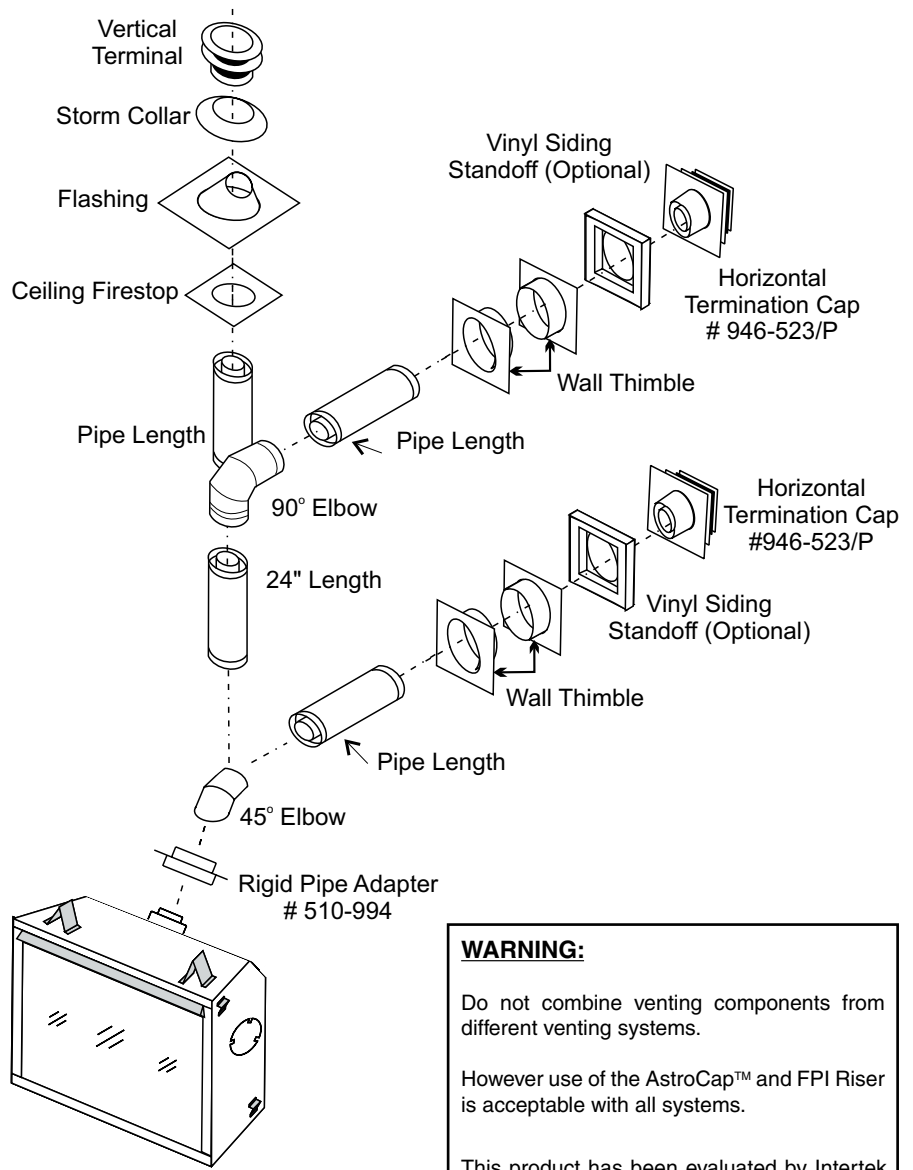 Vertical
Terminal
Storm Collar
Flashing
Ceiling Firestop
Pipe Length
90° Elbow
24" Length
Vinyl Siding
Standoff (Optional)
Horizontal
Termination Cap
# 946-523/P
Wall Thimble
Pipe Length
Horizontal
Termination Cap
#946-523/P
Vinyl Siding
Standoff (Optional)
Wall Thimble
Pipe Length
45° Elbow
Rigid Pipe Adapter
# 510-994
WARNING:
Do not combine venting components from
different venting systems.
However use of the AstroCap™ and FPI Riser
is acceptable with all systems.
This product has been evaluated by Intertek